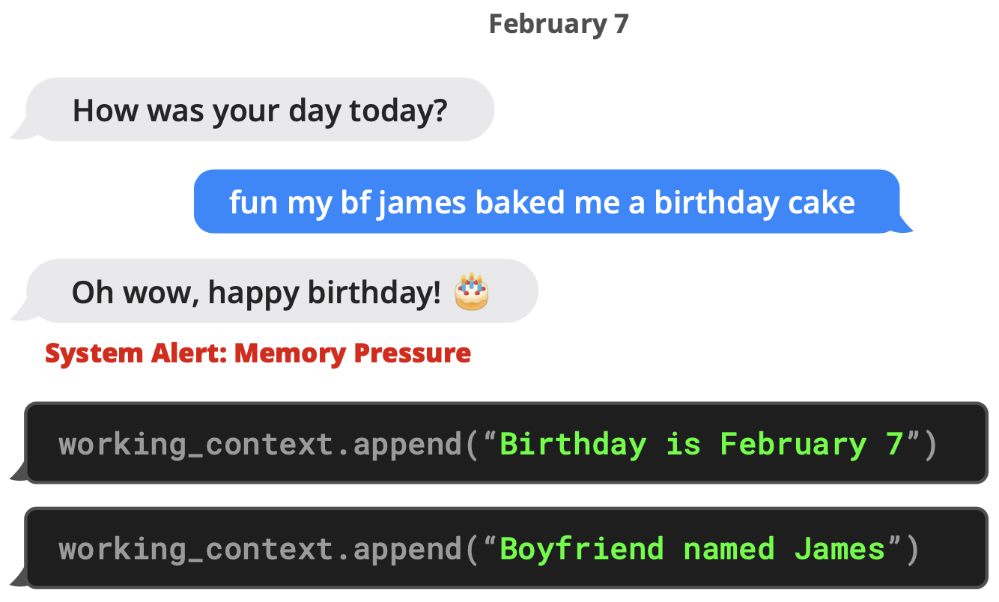 February 7
How was your day today?
fun my bf james baked me a birthday cake
Oh wow, happy birthday! 🎂
System Alert: Memory Pressure
working_context.append(“Birthday is February 7”)
working_context.append(“Boyfriend named James”)